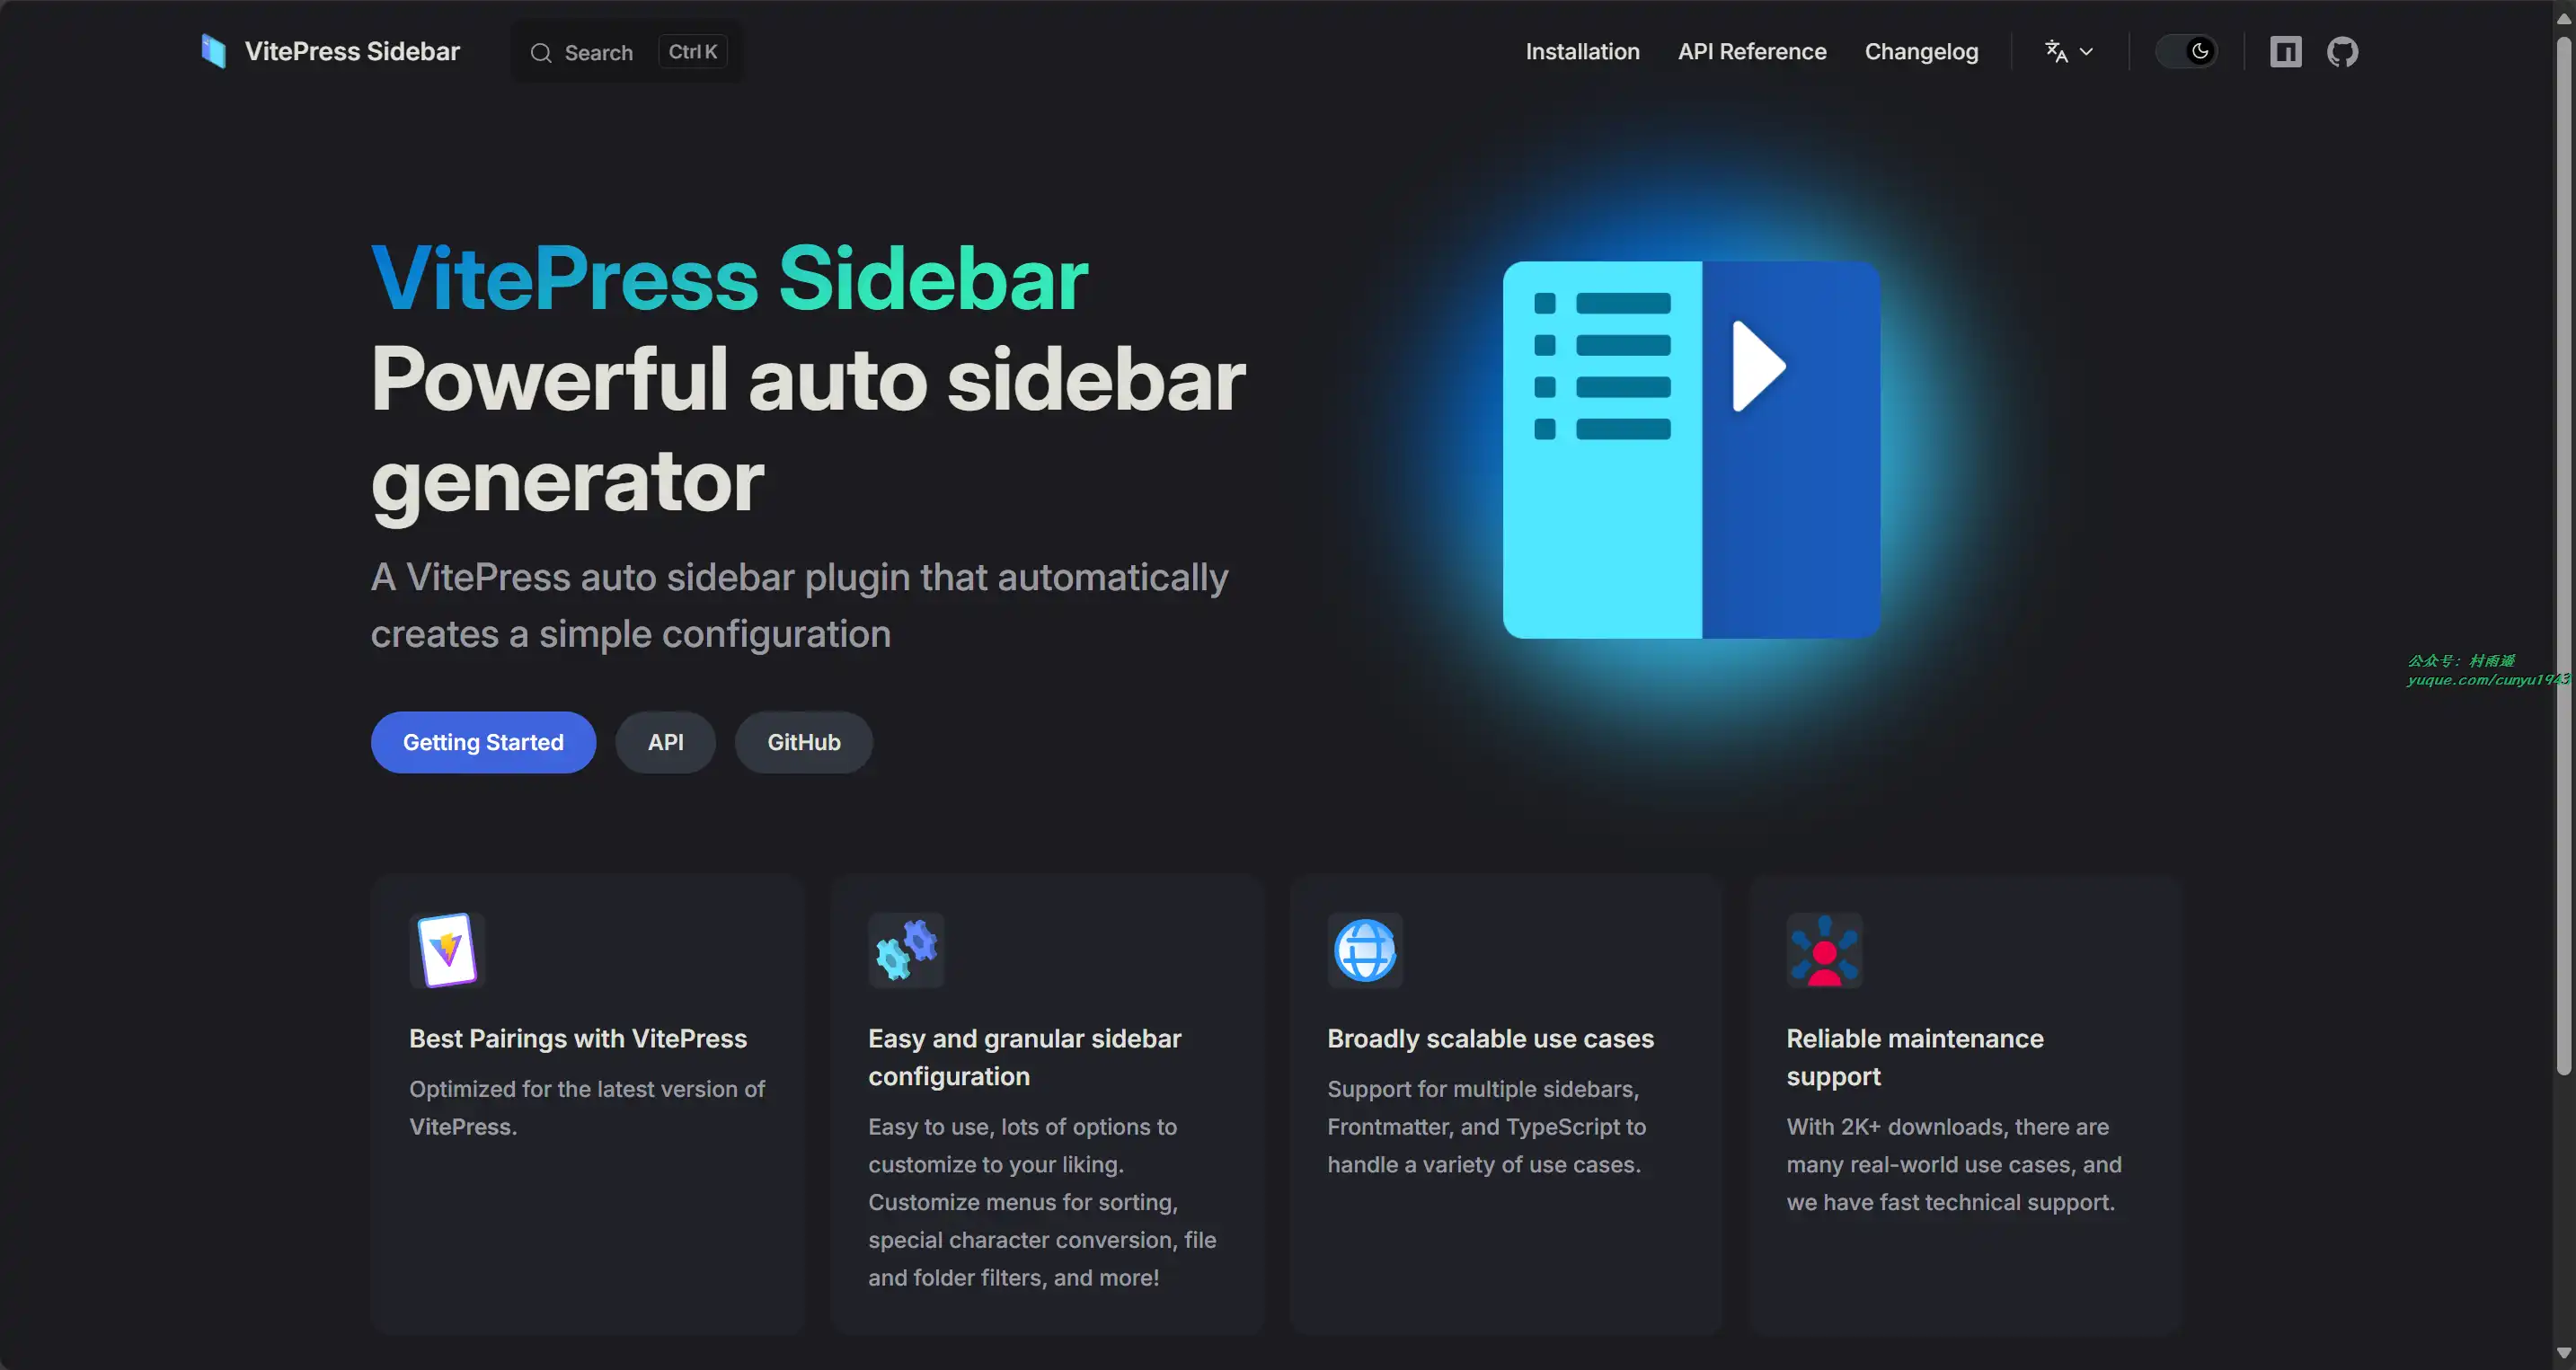 VitePress Sidebar
Search
Ctrl K
Installation
API Reference
Changelog
VitePress Sidebar
Powerful auto sidebar
generator
A VitePress auto sidebar plugin that automatically
creates a simple configuration
Getting Started
API
GitHub
公众号：村雨遥
yuque.com/cunyu1943
Best Pairings with VitePress
Optimized for the latest version of
VitePress.
Easy and granular sidebar
configuration
Easy to use, lots of options to
customize to your liking.
Customize menus for sorting,
special character conversion, file
and folder filters, and more!
Broadly scalable use cases
Support for multiple sidebars,
Frontmatter, and TypeScript to
handle a variety of use cases.
Reliable maintenance
support
With 2K+ downloads, there are
many real-world use cases, and
we have fast technical support.